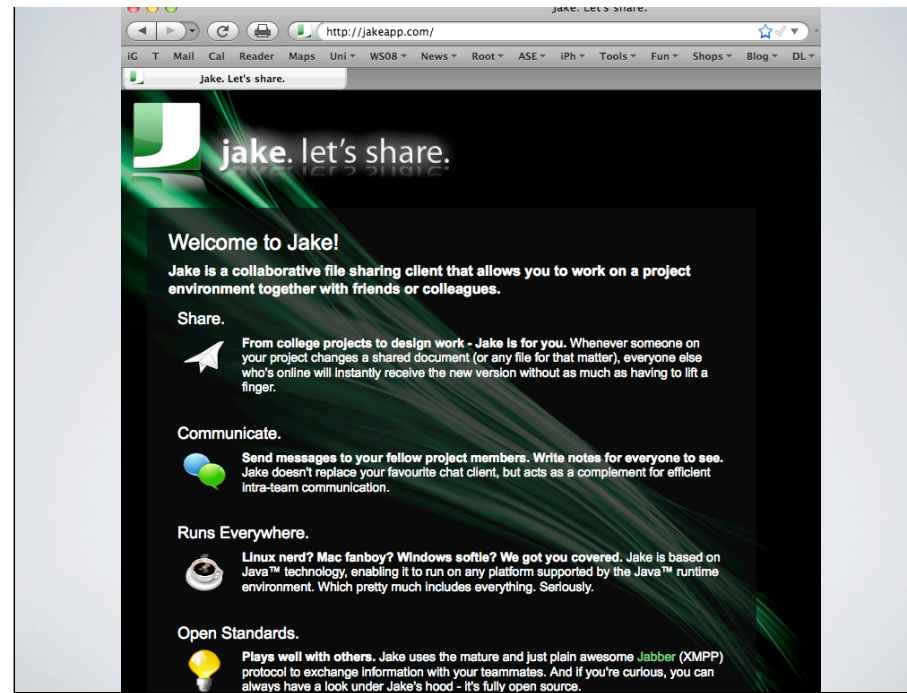 Jake. Let's share.
http://jakeapp.com/
iG T Mail Cal Reader Maps Uni WS08 News Root ASE iPh Tools Fun Shops Blog DL
Jake. Let's share.
jake. let's share.
Welcome to Jake!
Jake is a collaborative file sharing client that allows you to work on a project
environment together with friends or colleagues.
Share.
From college projects to design work - Jake is for you. Whenever someone on
your project changes a shared document (or any file for that matter), everyone else
who's online will instantly receive the new version without as much as having to lift a
finger.
Communicate.
Send messages to your fellow project members. Write notes for everyone to see.
Jake doesn't replace your favourite chat client, but acts as a complement for efficient
intra-team communication.
Runs Everywhere.
Linux nerd? Mac fanboy? Windows softie? We got you covered. Jake is based on
Java™ technology, enabling it to run on any platform supported by the Java™ runtime
environment. Which pretty much includes everything. Seriously.
Open Standards.
Plays well with others. Jake uses the mature and just plain awesome Jabber (XMPP)
protocol to exchange information with your teammates. And if you're curious, you can
always have a look under Jake's hood - it's fully open source.